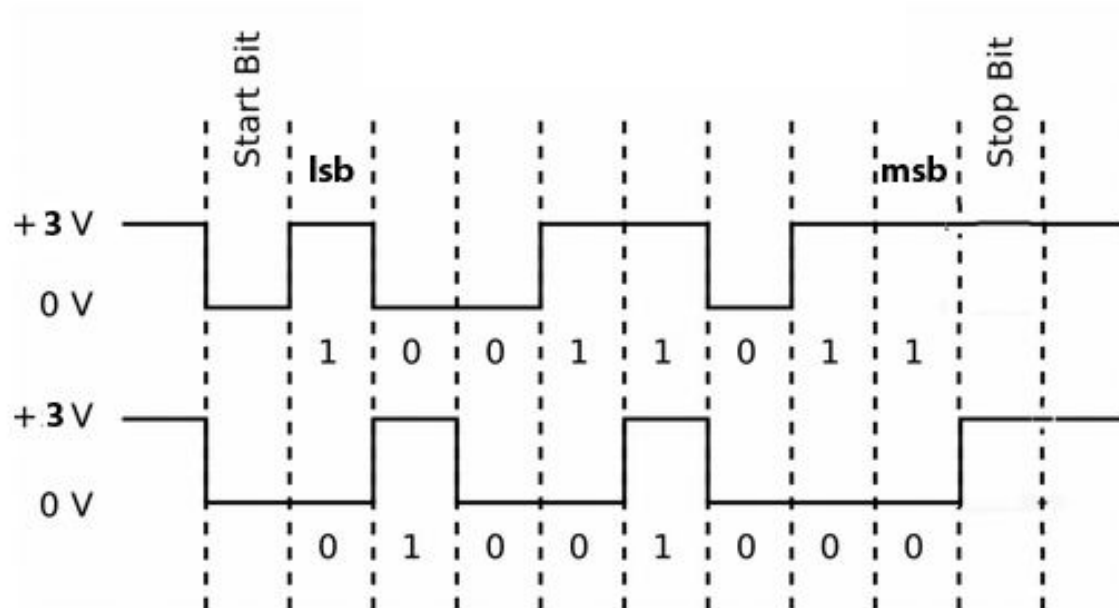 Start Bit
Stop Bit
lsb
msb
+ 3 V
0 V
1 0 0 1 1 0 1 1
+ 3 V
0 V
0 1 0 0 1 0 0 0